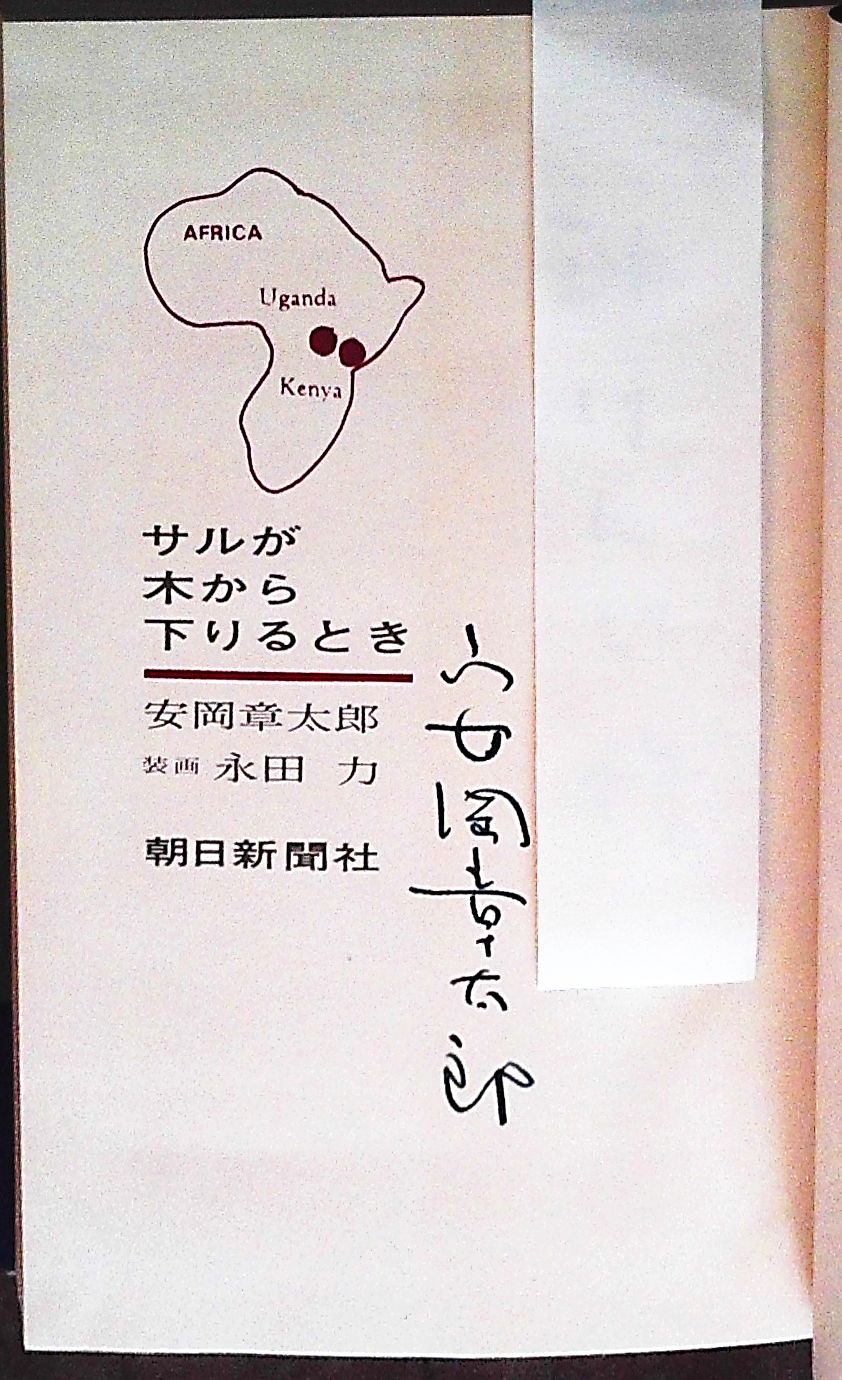 AFRICA
Uganda
Kenya
サルが
木から
下りるとき
安岡章太郎
装画 永田 力
朝日新聞社
安岡章太郎